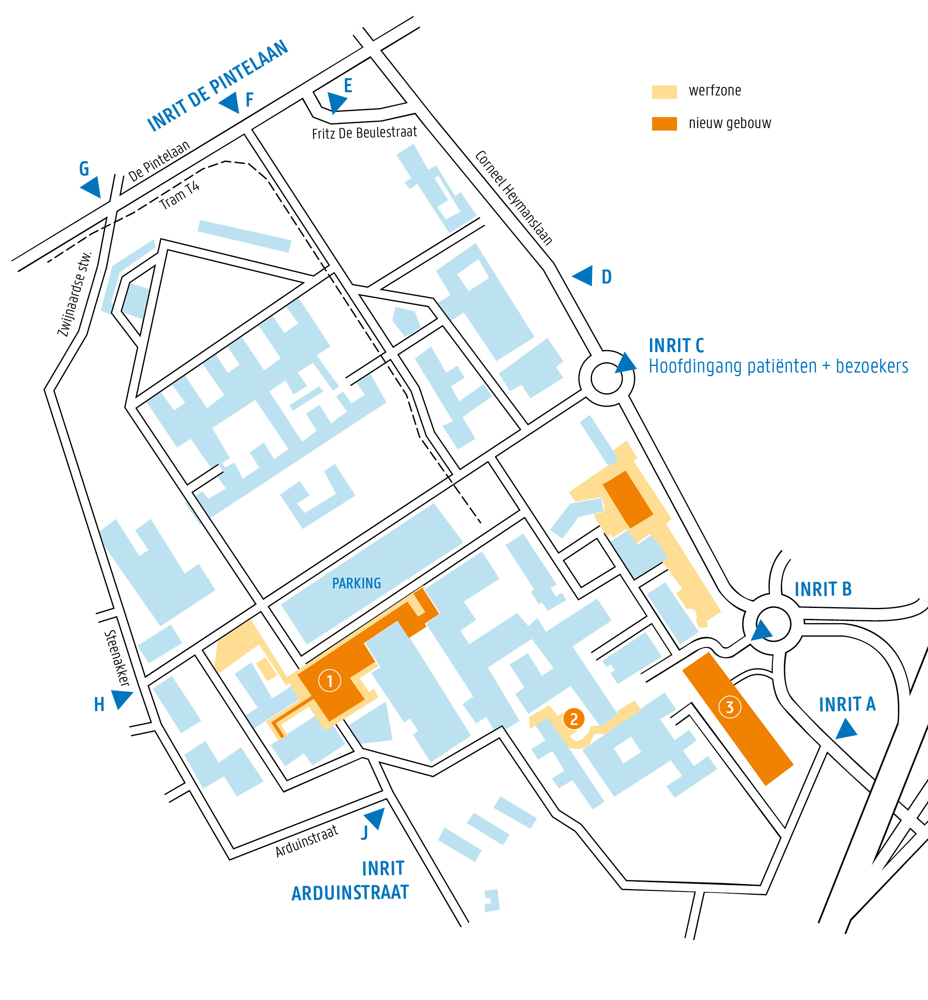 INRIT DE PINTELAAN
E
F
werfzone
nieuw gebouw
Fritz De Beulestraat
De Pintelaan
G
Tram T4
Corneel Heymanslaan
Zwijnaardse stw.
D
INRIT C
Hoofdingang patiënten + bezoekers
PARKING
INRIT B
Steenakker
1
H
INRIT A
3
2
J
Arduinstraat
INRIT
ARDUINSTRAAT